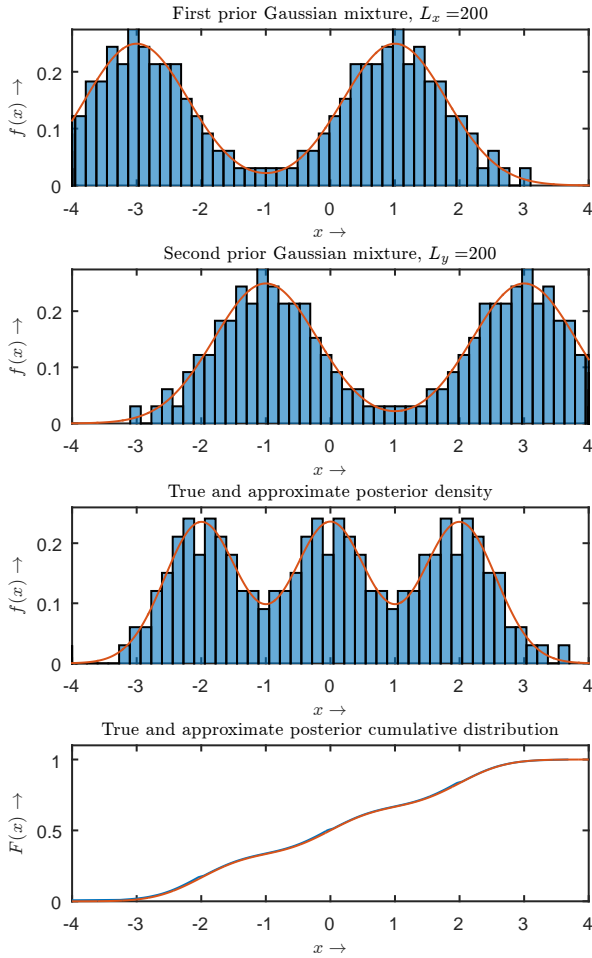 First prior Gaussian mixture, Lₓ =200
f(x) →
0.2
0.1
0
-4 -3 -2 -1 0 1 2 3 4
x →
Second prior Gaussian mixture, L_y =200
f(x) →
0.2
0.1
0
-4 -3 -2 -1 0 1 2 3 4
x →
True and approximate posterior density
f(x) →
0.2
0.1
0
-4 -3 -2 -1 0 1 2 3 4
x →
True and approximate posterior cumulative distribution
F(x) →
1
0.5
0
-4 -3 -2 -1 0 1 2 3 4
x →